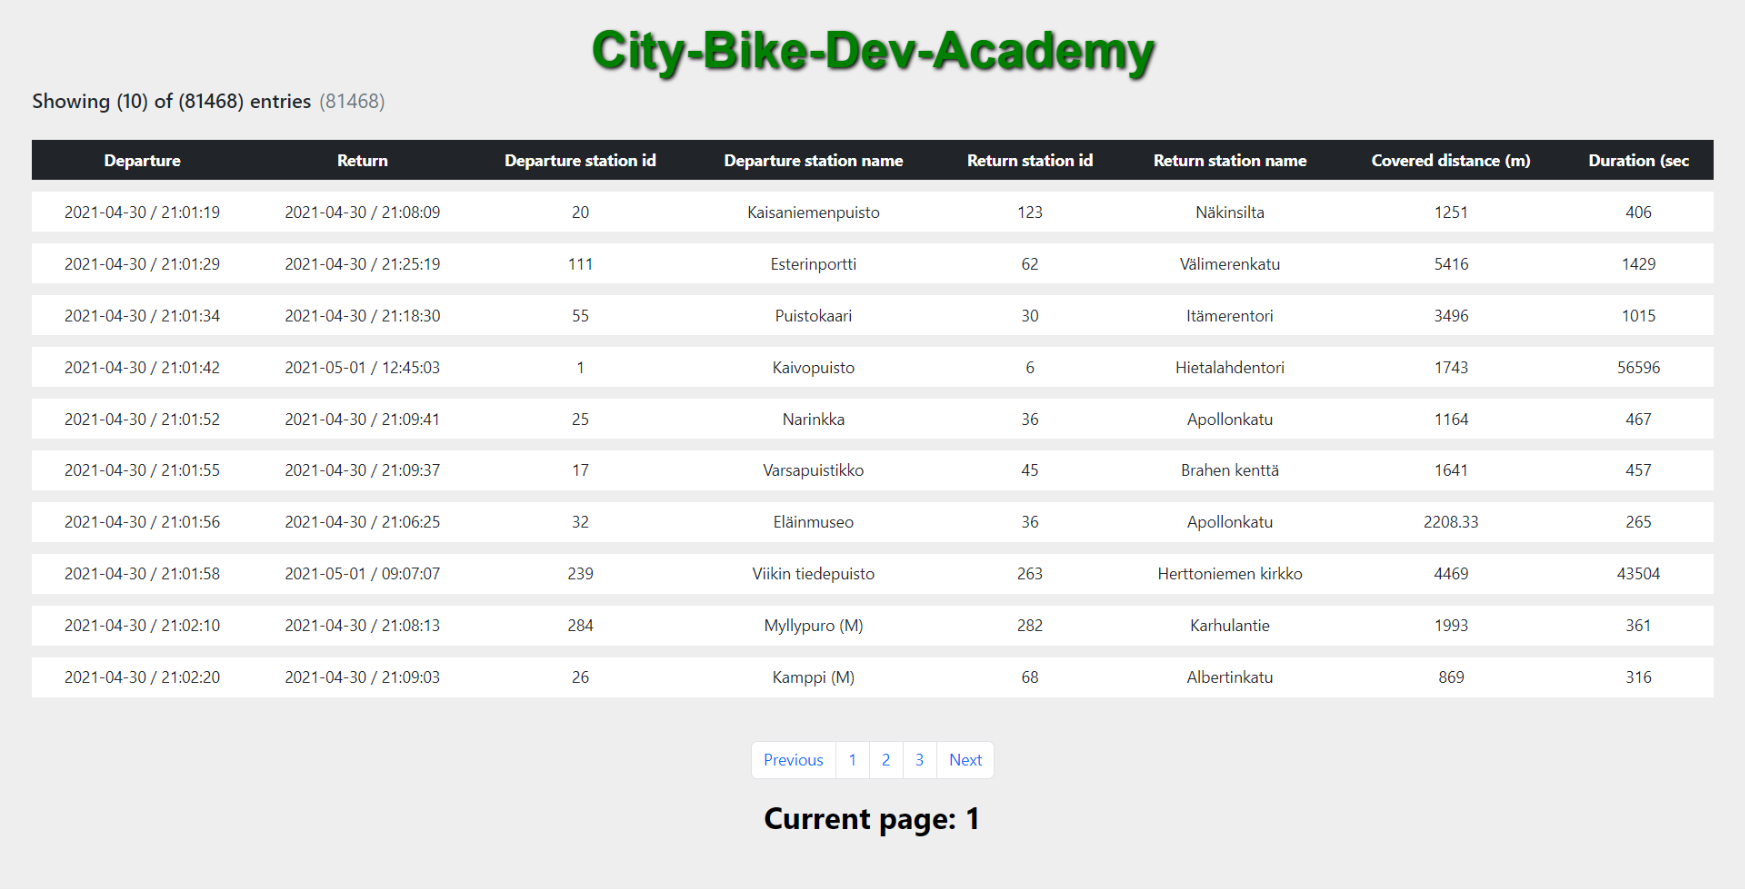 City-Bike-Dev-Academy
Showing (10) of (81468) entries (81468)
Departure Return Departure station id Departure station name Return station id Return station name Covered distance (m) Duration (sec
2021-04-30 / 21:01:19 2021-04-30 / 21:08:09 20 Kaisaniemenpuisto 123 Näkinsilta 1251 406
2021-04-30 / 21:01:29 2021-04-30 / 21:25:19 111 Esterinportti 62 Välimerenkatu 5416 1429
2021-04-30 / 21:01:34 2021-04-30 / 21:18:30 55 Puistokaari 30 Itämerentori 3496 1015
2021-04-30 / 21:01:42 2021-05-01 / 12:45:03 1 Kaivopuisto 6 Hietalahdentori 1743 56596
2021-04-30 / 21:01:52 2021-04-30 / 21:09:41 25 Narinkka 36 Apollonkatu 1164 467
2021-04-30 / 21:01:55 2021-04-30 / 21:09:37 17 Varsapuistikko 45 Brahen kenttä 1641 457
2021-04-30 / 21:01:56 2021-04-30 / 21:06:25 32 Eläinmuseo 36 Apollonkatu 2208.33 265
2021-04-30 / 21:01:58 2021-05-01 / 09:07:07 239 Viikin tiedepuisto 263 Herttoniemen kirkko 4469 43504
2021-04-30 / 21:02:10 2021-04-30 / 21:08:13 284 Myllypuro (M) 282 Karhulantie 1993 361
2021-04-30 / 21:02:20 2021-04-30 / 21:09:03 26 Kamppi (M) 68 Albertinkatu 869 316
Previous 1 2 3 Next
Current page: 1